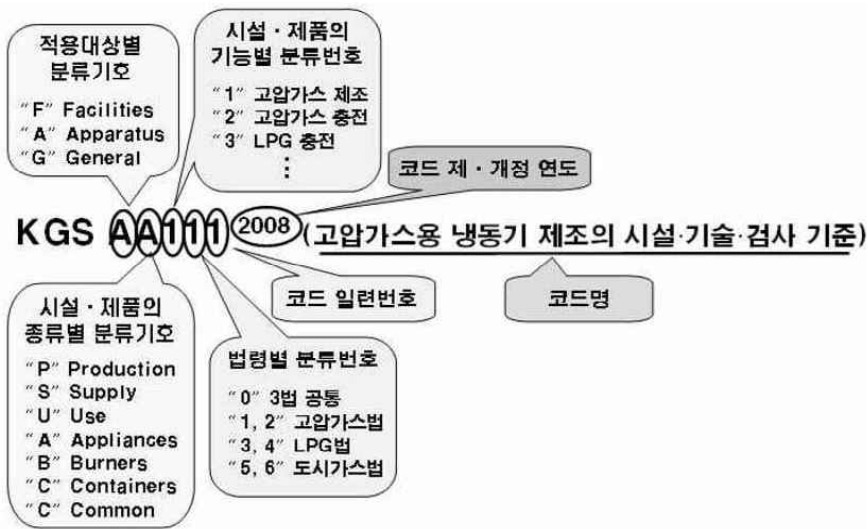 적용대상별
분류기호
"F" Facilities
"A" Apparatus
"G" General
시설·제품의
기능별 분류번호
"1" 고압가스 제조
"2" 고압가스 충전
"3" LPG 충전
⋮
코드 제·개정 연도
KGS AA111 2008 (고압가스용 냉동기 제조의 시설·기술·검사 기준)
시설·제품의
종류별 분류기호
"P" Production
"S" Supply
"U" Use
"A" Appliances
"B" Burners
"C" Containers
"C" Common
법령별 분류번호
"0" 3법 공통
"1, 2" 고압가스법
"3, 4" LPG법
"5, 6" 도시가스법
코드 일련번호
코드명